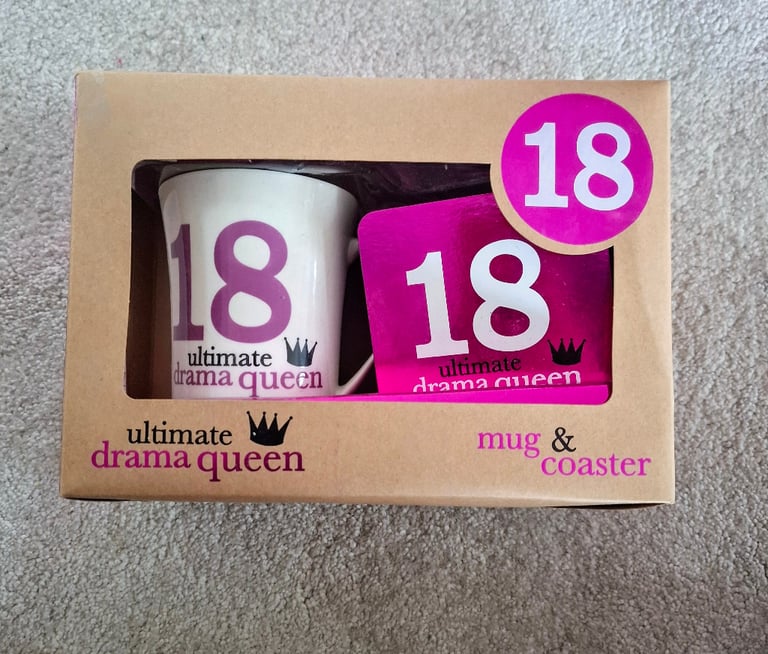 18
18
ultimate
drama queen
18
ultimate
drama queen
ultimate
drama queen
mug &
coaster